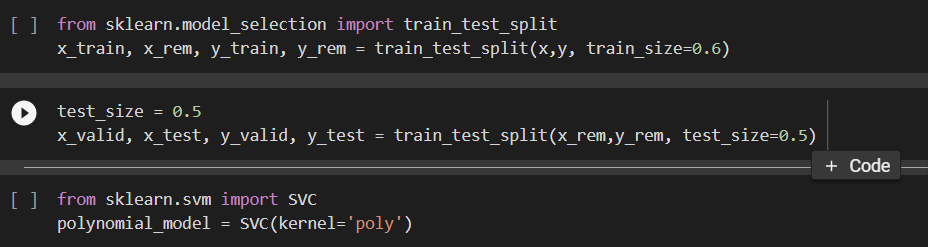 [ ] from sklearn.model_selection import train_test_split
x_train, x_rem, y_train, y_rem = train_test_split(x,y, train_size=0.6)
test_size = 0.5
x_valid, x_test, y_valid, y_test = train_test_split(x_rem,y_rem, test_size=0.5)
+ Code
[ ] from sklearn.svm import SVC
polynomial_model = SVC(kernel='poly')